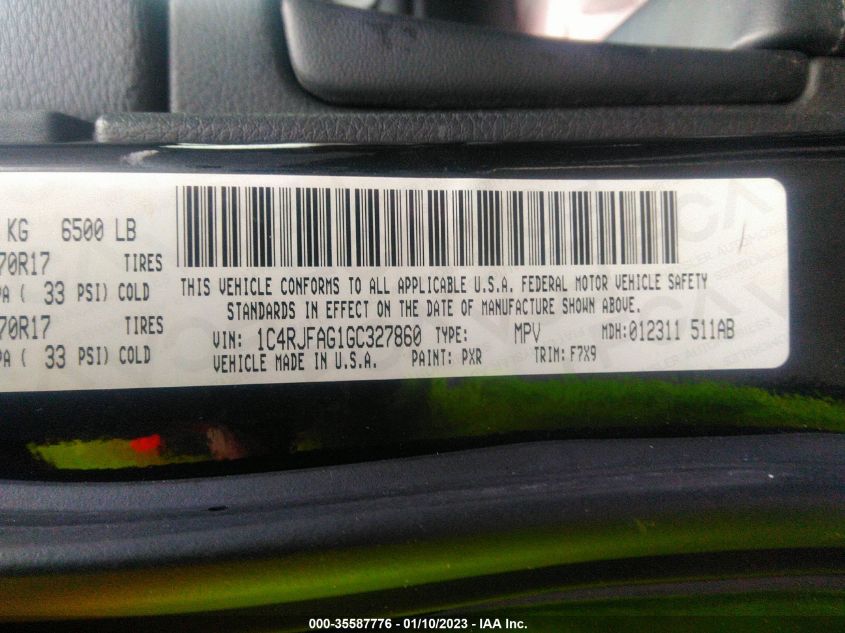 KG 6500 LB
70R17 TIRES
PA ( 33 PSI) COLD
70R17 TIRES
PA ( 33 PSI) COLD
THIS VEHICLE CONFORMS TO ALL APPLICABLE U.S.A. FEDERAL MOTOR VEHICLE SAFETY
STANDARDS IN EFFECT ON THE DATE OF MANUFACTURE SHOWN ABOVE.
VIN: 1C4RJFAG1GC327860 TYPE: MPV MDH: 012311 511AB
VEHICLE MADE IN U.S.A. PAINT: PXR TRIM: F7X9
000-35587776 - 01/10/2023 - IAA Inc.